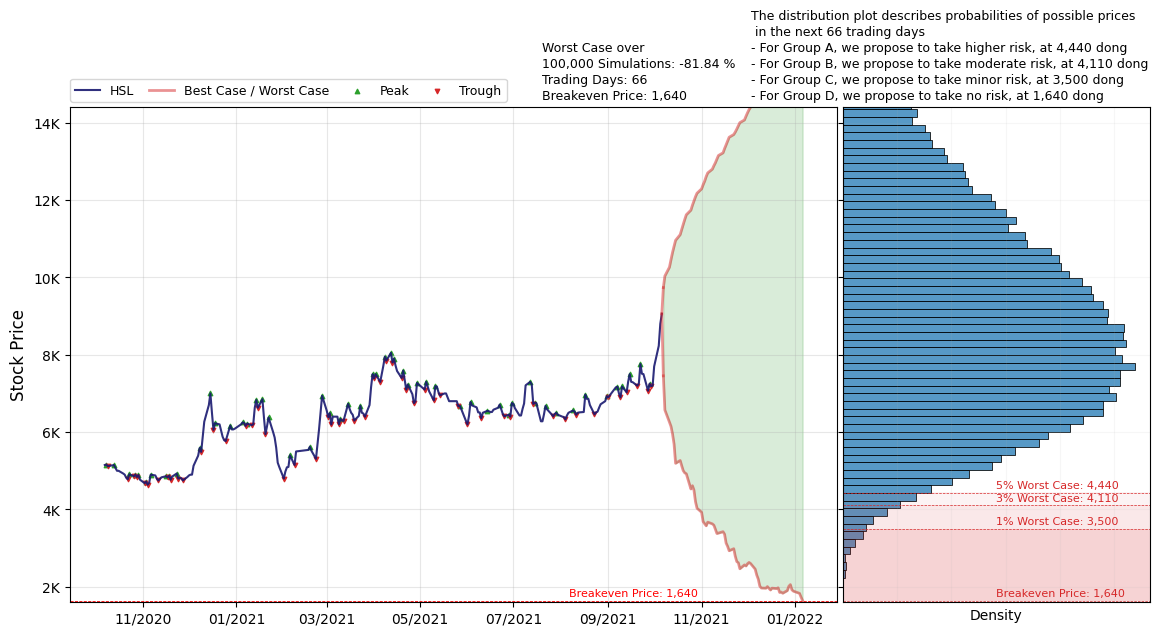 The distribution plot describes probabilities of possible prices
in the next 66 trading days
- For Group A, we propose to take higher risk, at 4,440 dong
- For Group B, we propose to take moderate risk, at 4,110 dong
- For Group C, we propose to take minor risk, at 3,500 dong
- For Group D, we propose to take no risk, at 1,640 dong
Worst Case over
100,000 Simulations: -81.84 %
Trading Days: 66
Breakeven Price: 1,640
HSL
Best Case / Worst Case
Peak
Trough
Stock Price
14K
12K
10K
8K
6K
4K
2K
5% Worst Case: 4,440
3% Worst Case: 4,110
1% Worst Case: 3,500
Breakeven Price: 1,640
Breakeven Price: 1,640
11/2020
01/2021
03/2021
05/2021
07/2021
09/2021
11/2021
01/2022
Density